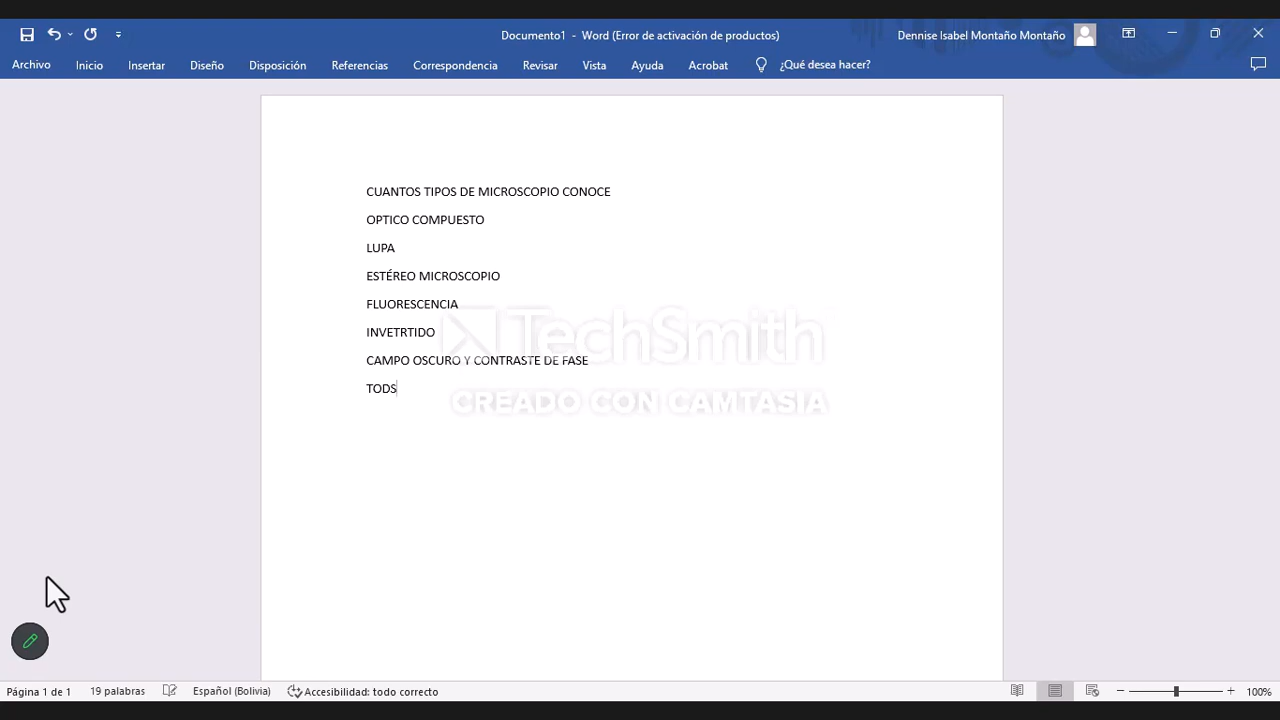 Documento1 - Word (Error de activación de productos)
Dennise Isabel Montaño Montaño
Archivo Inicio Insertar Diseño Disposición Referencias Correspondencia Revisar Vista Ayuda Acrobat ¿Qué desea hacer?
CUANTOS TIPOS DE MICROSCOPIO CONOCE
OPTICO COMPUESTO
LUPA
ESTÉREO MICROSCOPIO
FLUORESCENCIA
INVETRTIDO
CAMPO OSCURO Y CONTRASTE DE FASE
TODS
TechSmith
CREADO CON CAMTASIA
Página 1 de 1 19 palabras Español (Bolivia) Accesibilidad: todo correcto 100%